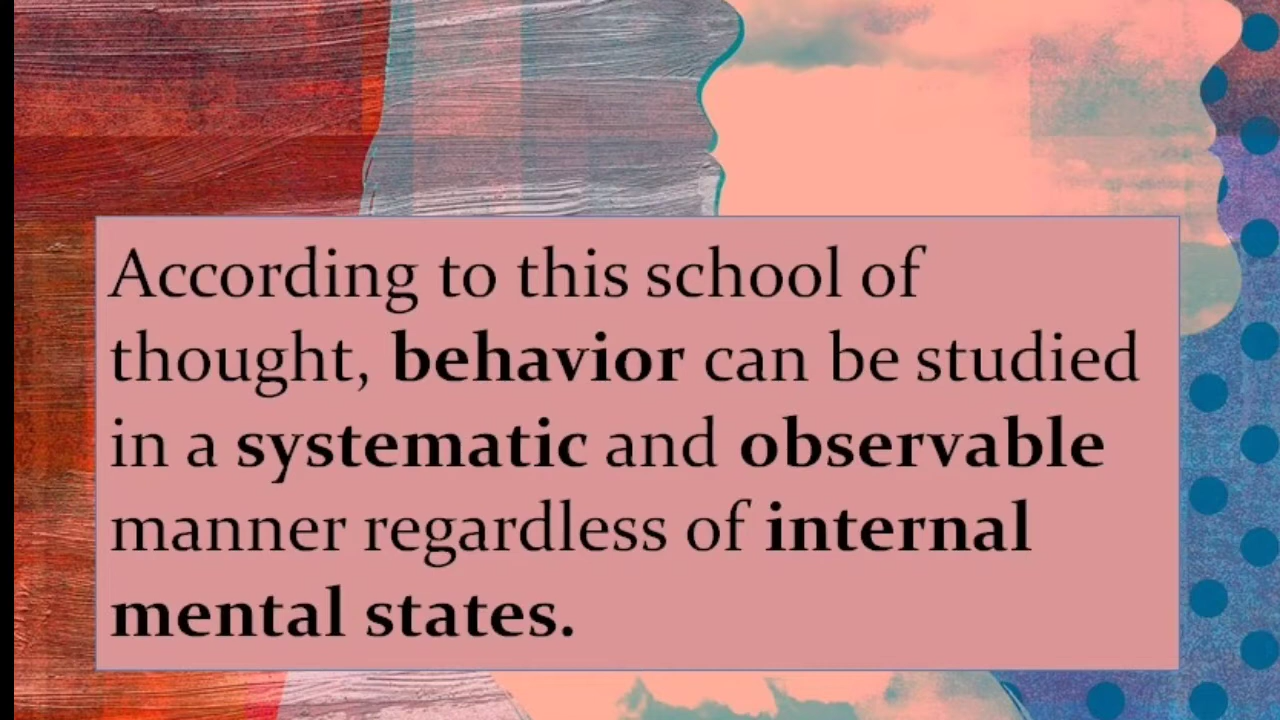 According to this school of
thought, behavior can be studied
in a systematic and observable
manner regardless of internal
mental states.